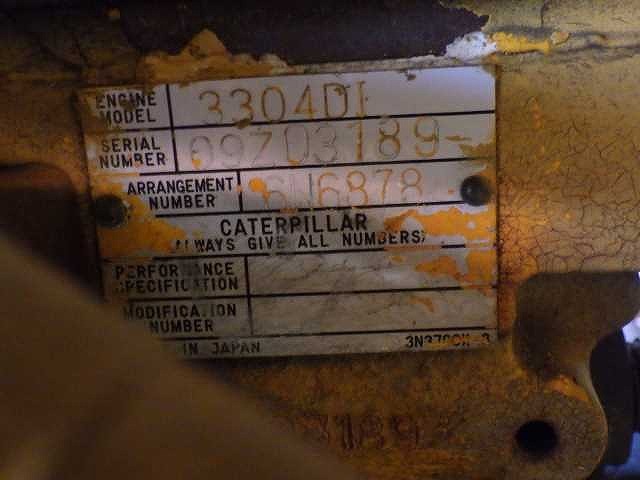 ENGINE MODEL 3304DI
SERIAL NUMBER 09Z03189-
ARRANGEMENT NUMBER 6N6878
CATERPILLAR
(ALWAYS GIVE ALL NUMBERS)
PERFORMANCE SPECIFICATION
MODIFICATION NUMBER
IN JAPAN
03189